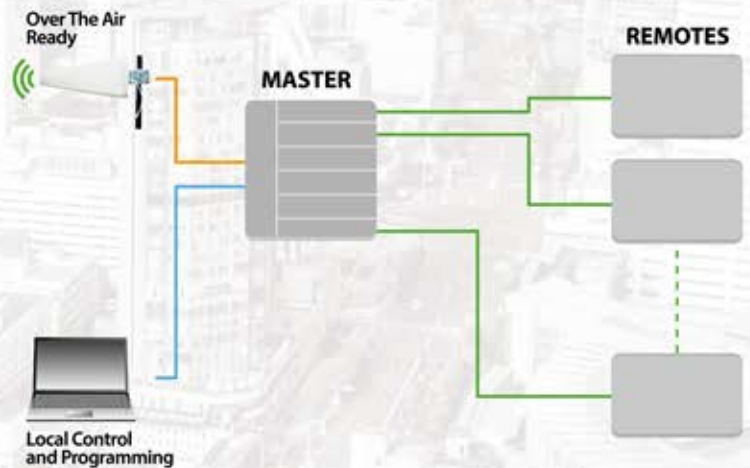 Over The Air
Ready
MASTER
REMOTES
Local Control
and Programming